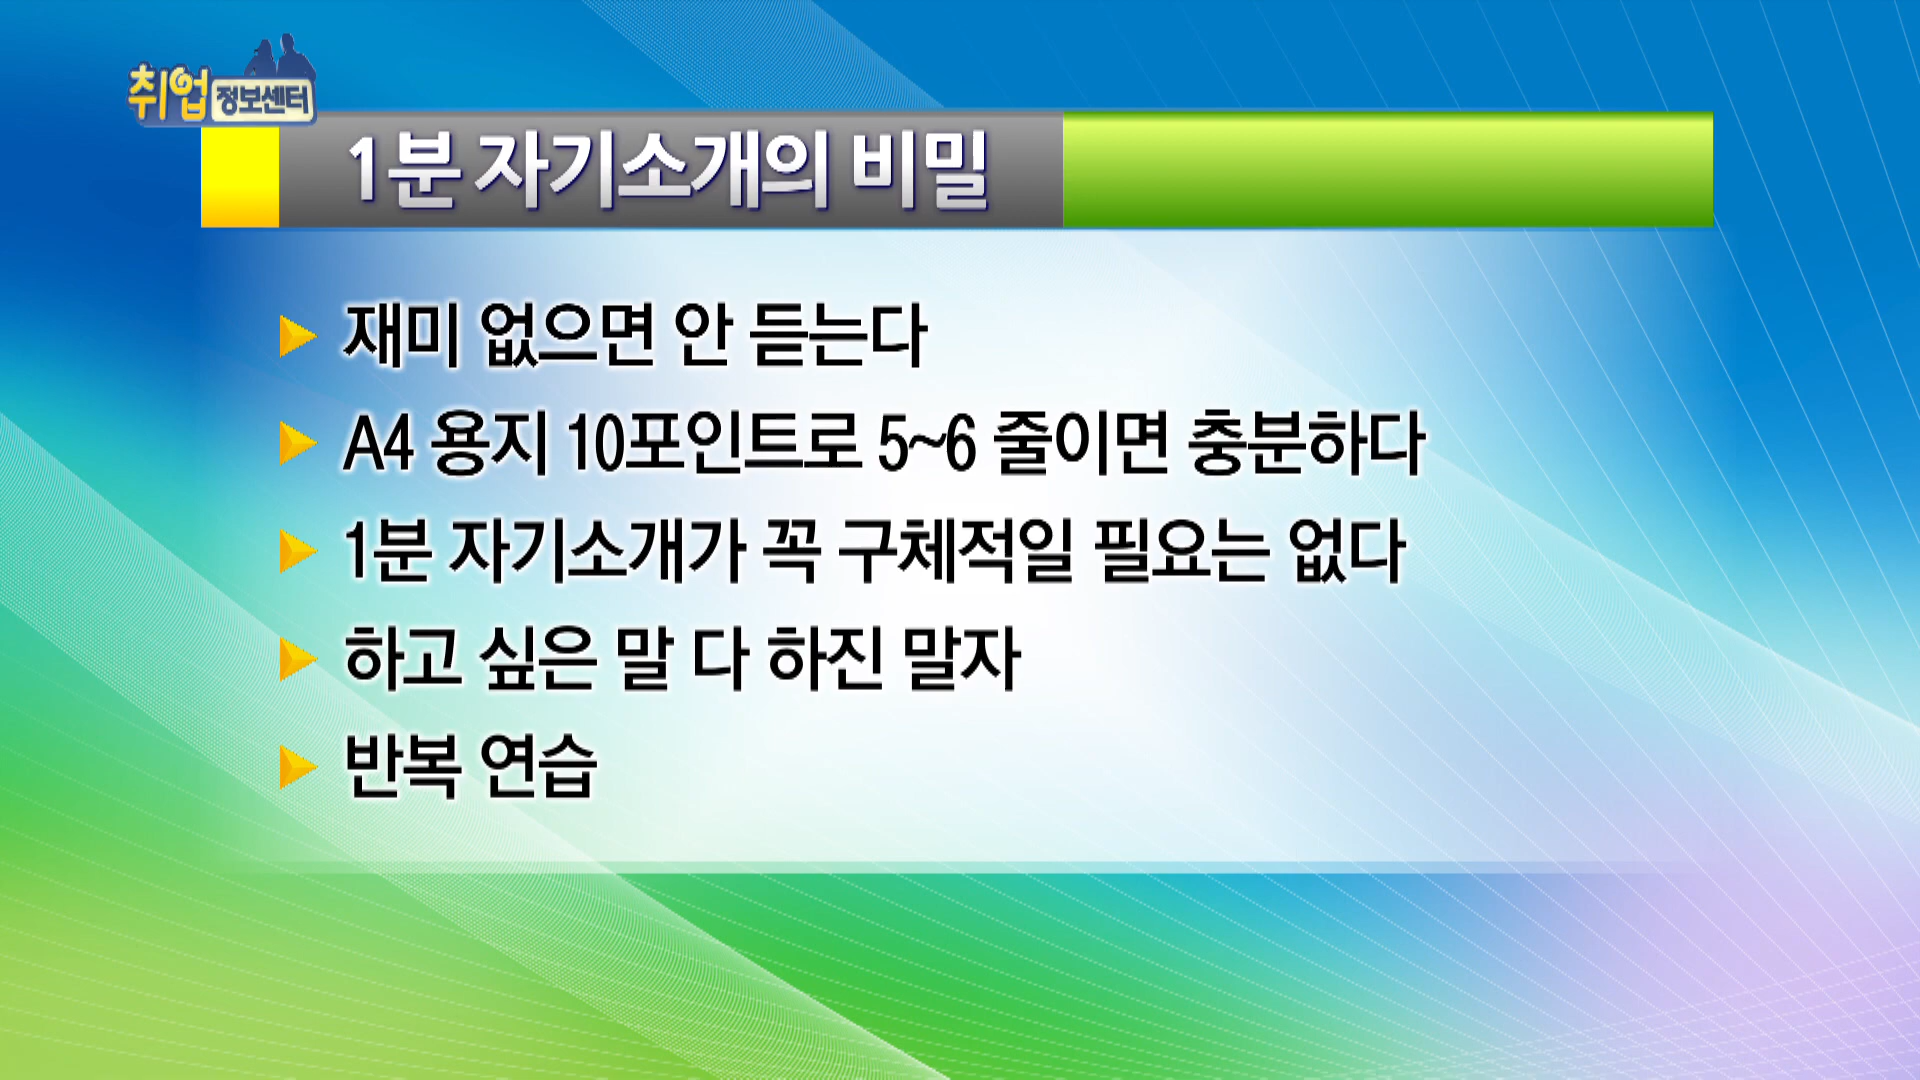 취업 정보센터
1분 자기소개의 비밀
재미 없으면 안 듣는다
A4 용지 10포인트로 5~6 줄이면 충분하다
1분 자기소개가 꼭 구체적일 필요는 없다
하고 싶은 말 다 하진 말자
반복 연습